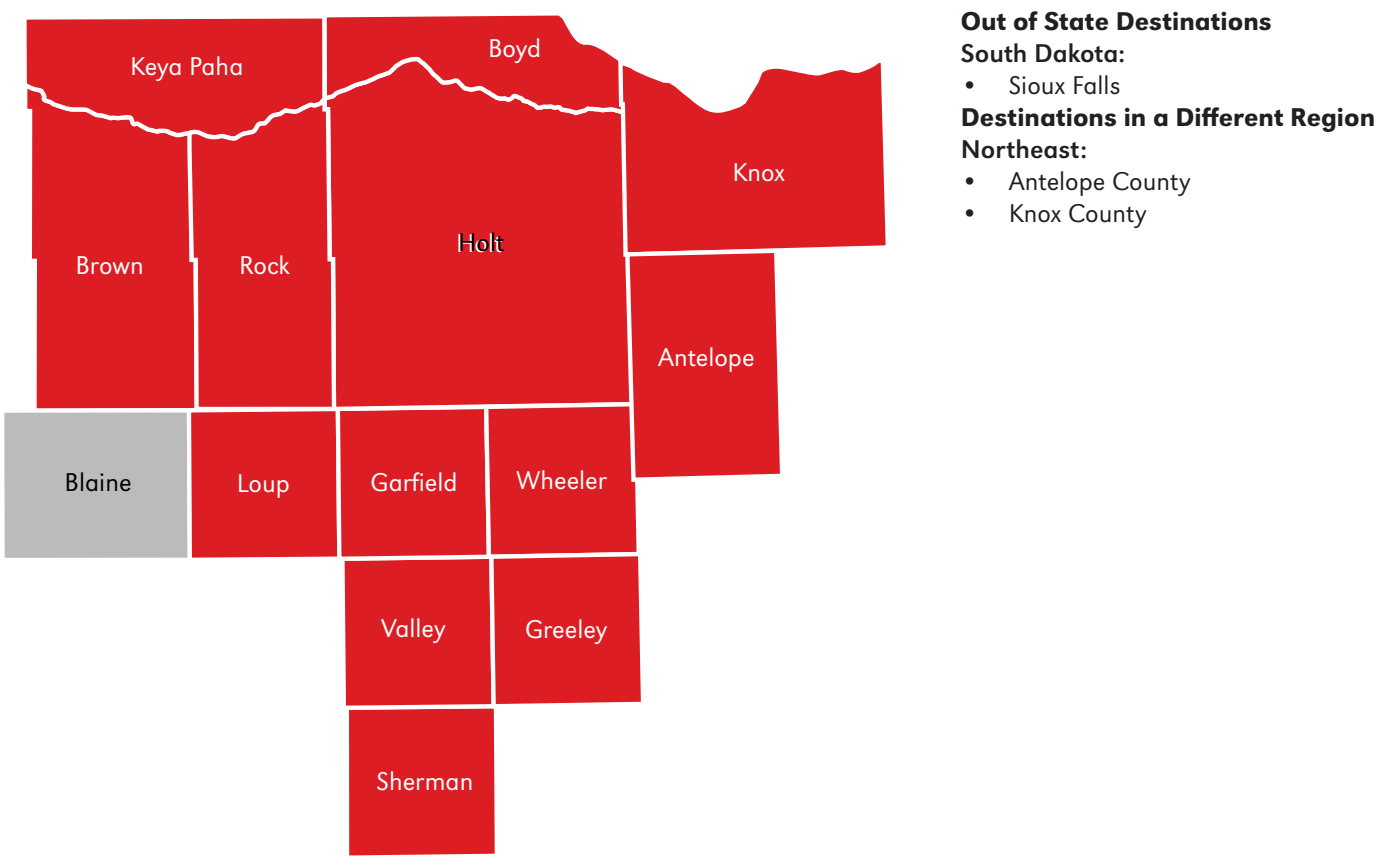 Keya Paha
Boyd
Knox
Holt
Brown
Rock
Antelope
Blaine
Loup
Garfield
Wheeler
Valley
Greeley
Sherman
Out of State Destinations
South Dakota:
• Sioux Falls
Destinations in a Different Region
Northeast:
• Antelope County
• Knox County